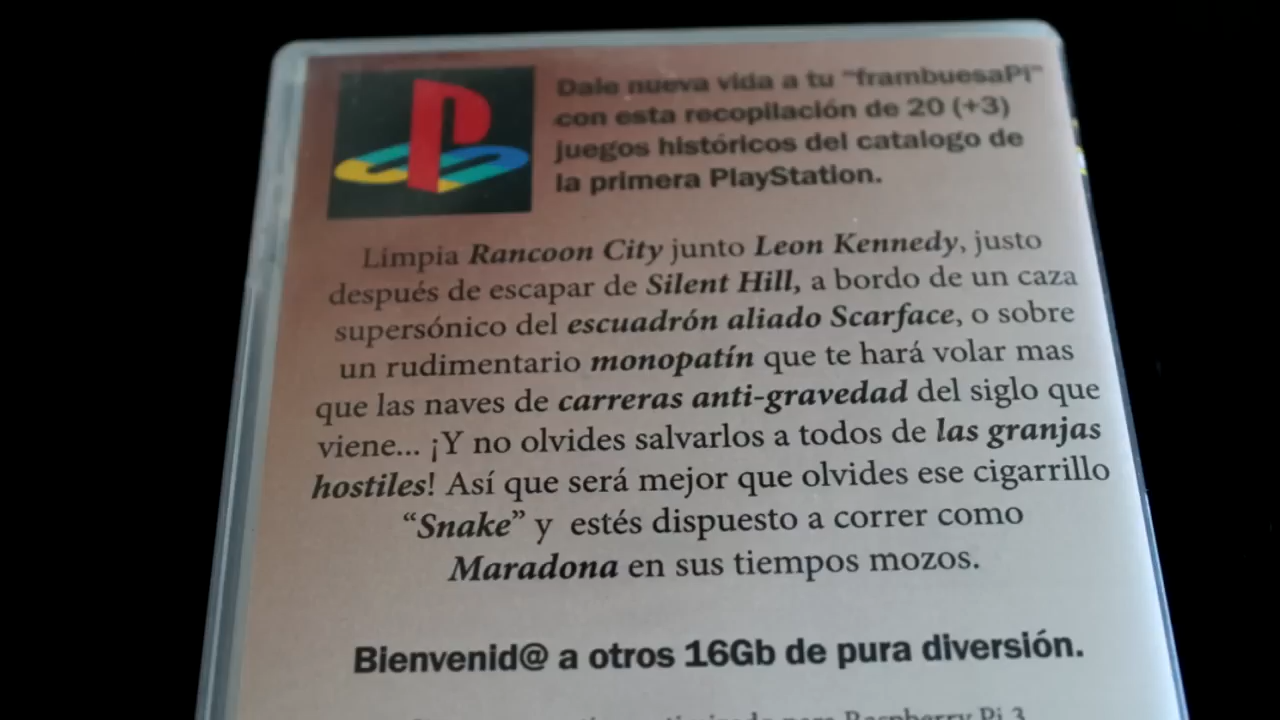 Dale nueva vida a tu "frambuesaPi"
con esta recopilación de 20 (+3)
juegos históricos del catalogo de
la primera PlayStation.
Limpia Rancoon City junto Leon Kennedy, justo
después de escapar de Silent Hill, a bordo de un caza
supersónico del escuadrón aliado Scarface, o sobre
un rudimentario monopatín que te hará volar mas
que las naves de carreras anti-gravedad del siglo que
viene... ¡Y no olvides salvarlos a todos de las granjas
hostiles! Así que será mejor que olvides ese cigarrillo
“Snake” y estés dispuesto a correr como
Maradona en sus tiempos mozos.
Bienvenid@ a otros 16Gb de pura diversión.
para Raspberry Pi 3